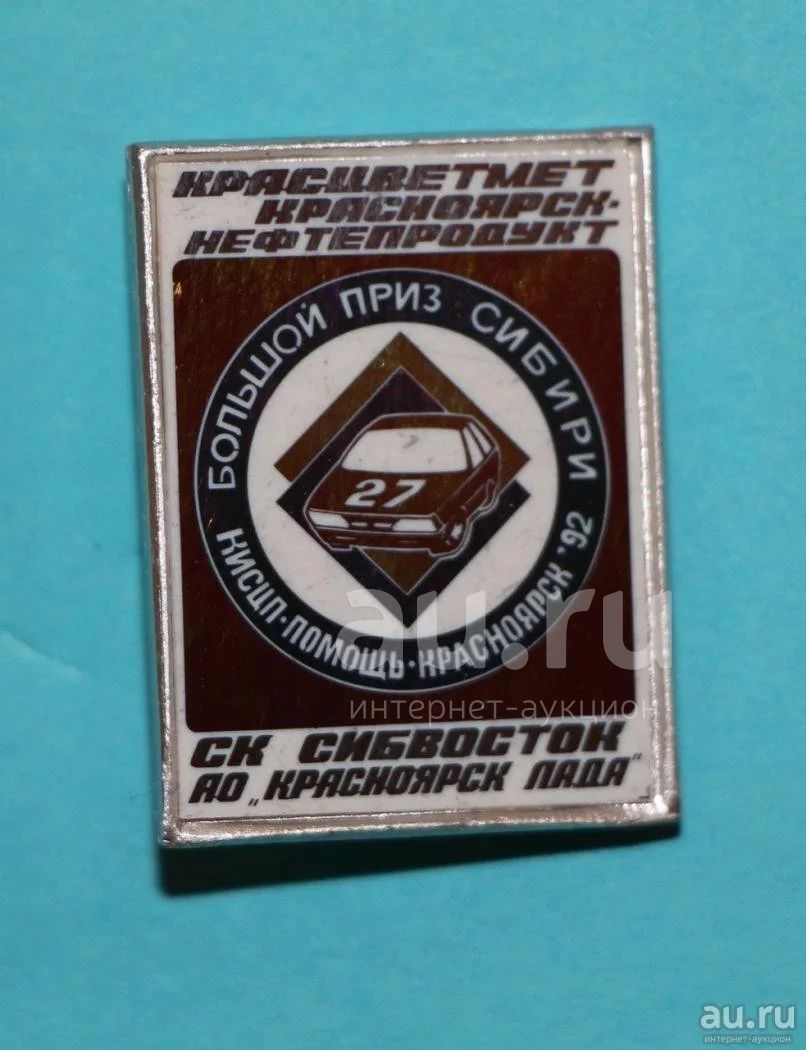 КРАСЦВЕТМЕТ
КРАСНОЯРСК-
НЕФТЕПРОДУКТ
БОЛЬШОЙ ПРИЗ СИБИРИ
27
КИСЦП·ПОМОЩЬ·КРАСНОЯРСК '92
au.ru
интернет-аукцион
СК СИБВОСТОК
АО „КРАСНОЯРСК ЛАДА"
au.ru
интернет-аукцион